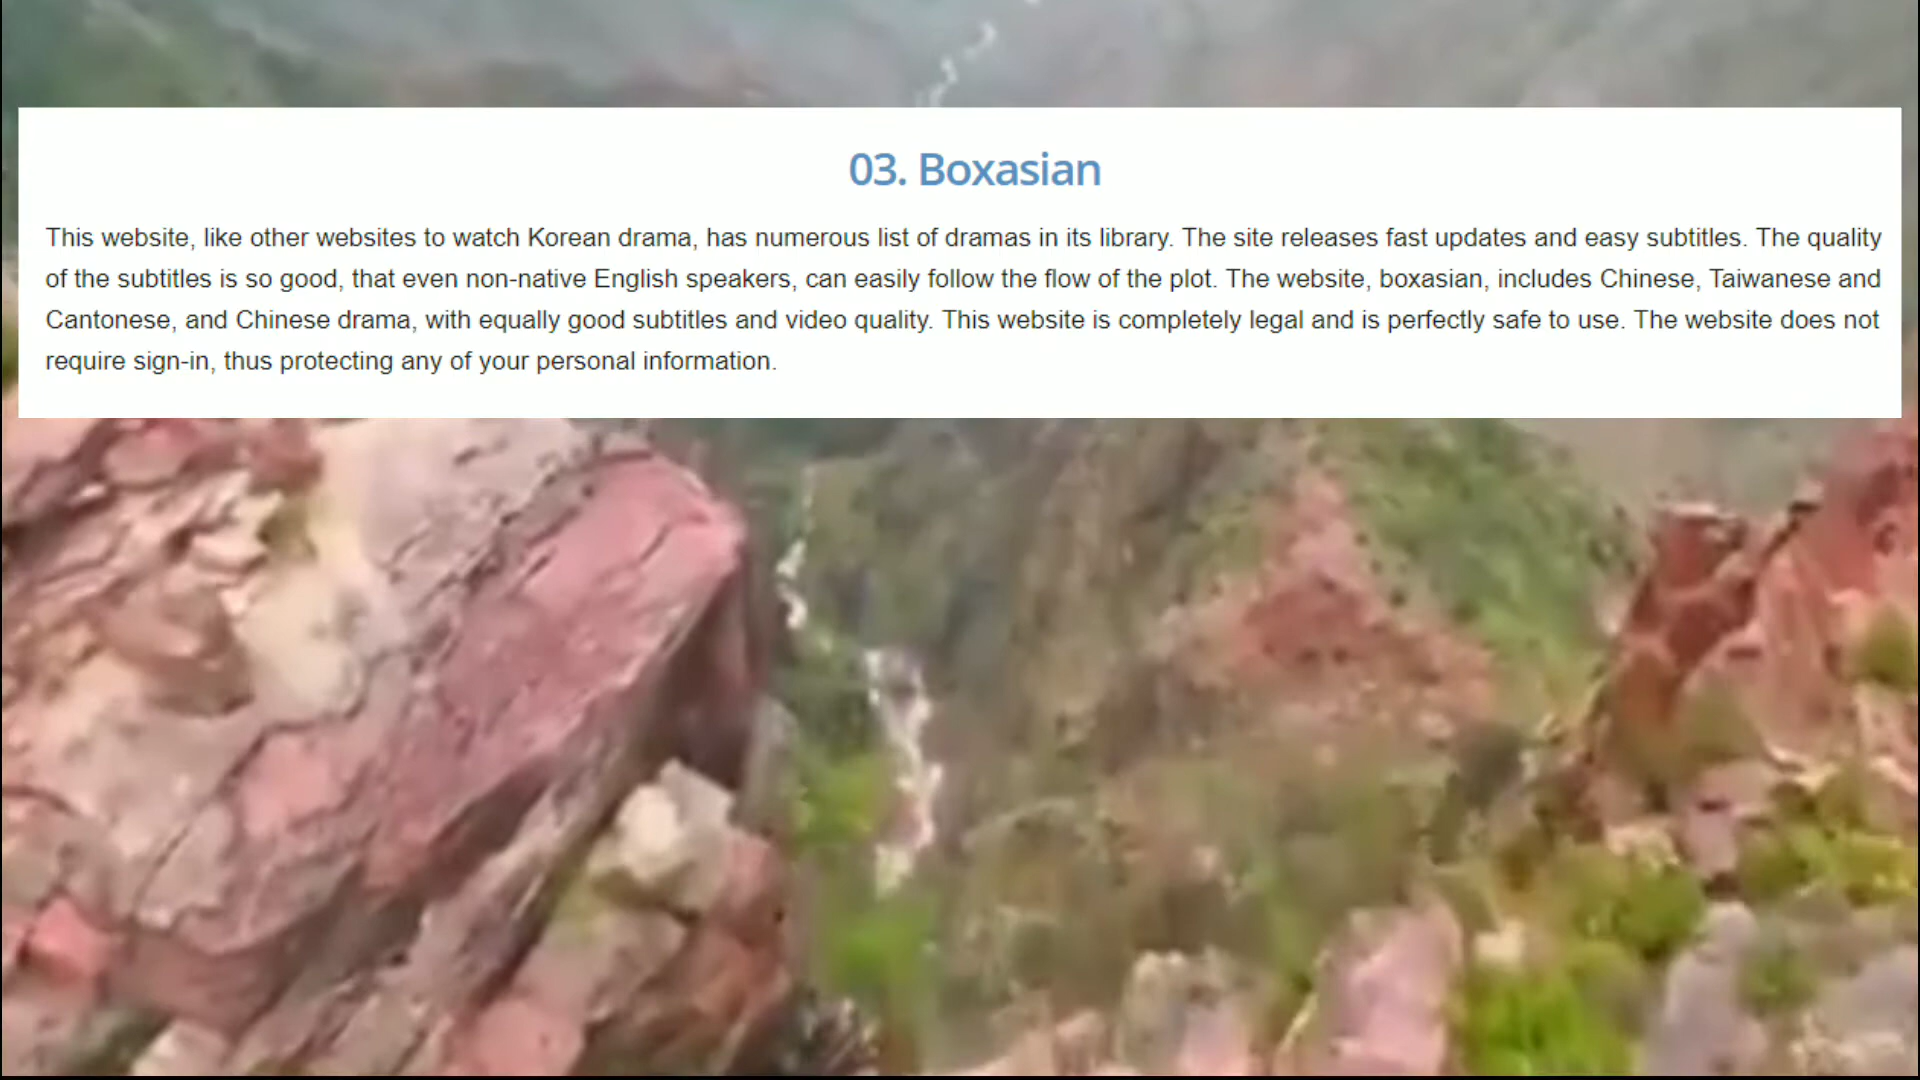 03. Boxasian
This website, like other websites to watch Korean drama, has numerous list of dramas in its library. The site releases fast updates and easy subtitles. The quality
of the subtitles is so good, that even non-native English speakers, can easily follow the flow of the plot. The website, boxasian, includes Chinese, Taiwanese and
Cantonese, and Chinese drama, with equally good subtitles and video quality. This website is completely legal and is perfectly safe to use. The website does not
require sign-in, thus protecting any of your personal information.